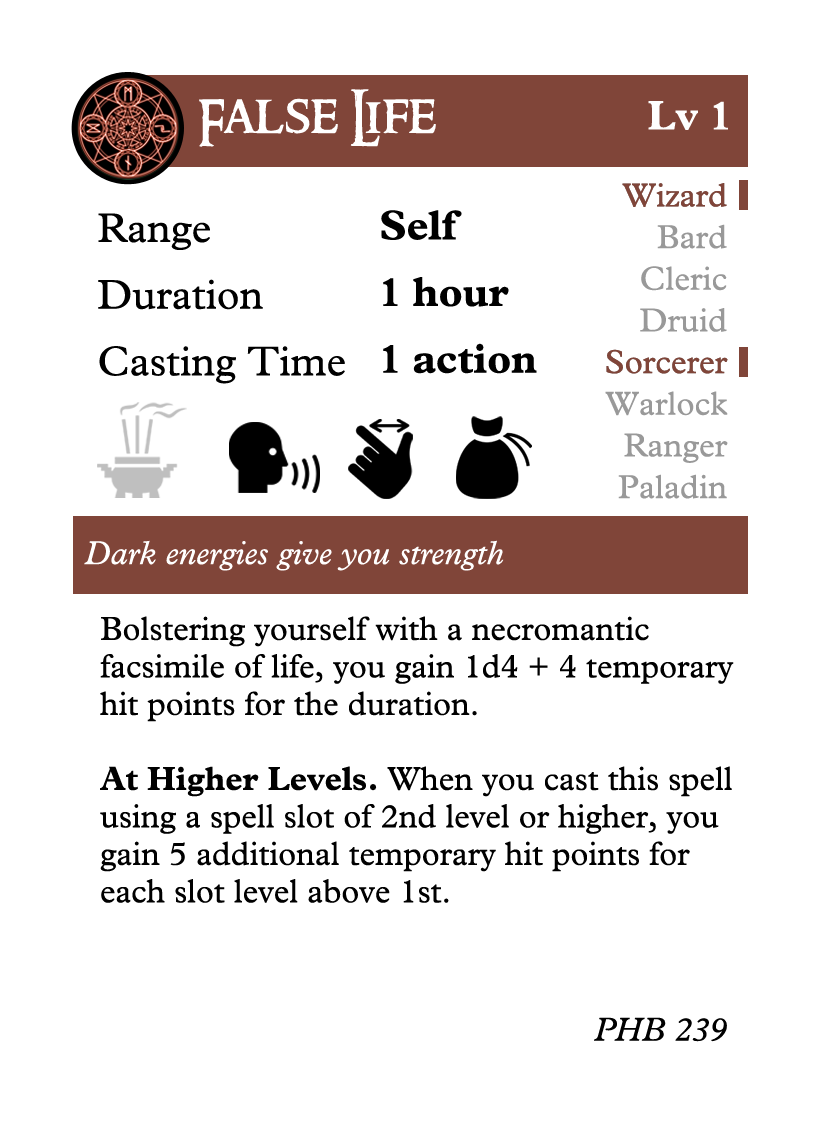 False Life
Lv 1
Range Self
Duration 1 hour
Casting Time 1 action
Wizard
Bard
Cleric
Druid
Sorcerer
Warlock
Ranger
Paladin
Dark energies give you strength
Bolstering yourself with a necromantic
facsimile of life, you gain 1d4 + 4 temporary
hit points for the duration.
At Higher Levels. When you cast this spell
using a spell slot of 2nd level or higher, you
gain 5 additional temporary hit points for
each slot level above 1st.
PHB 239